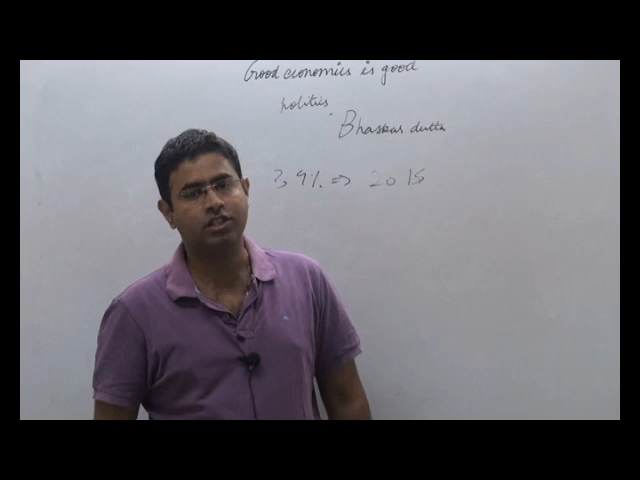 Good economics is good
politics.
Bhaskar dutta
3.9% ⇒ 2015